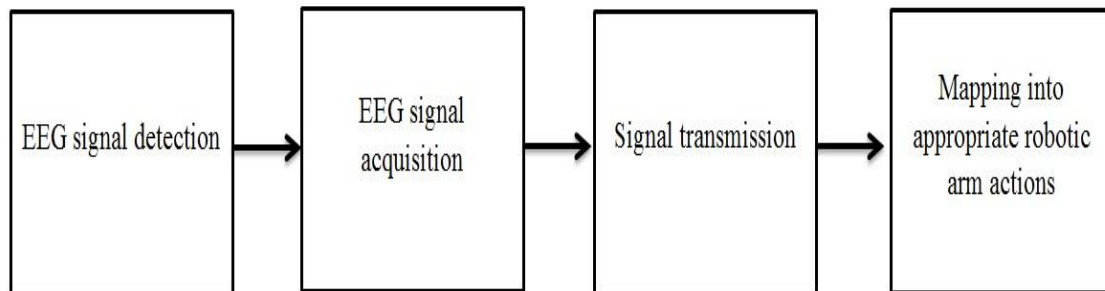 EEG signal detection
EEG signal
acquisition
Signal transmission
Mapping into
appropriate robotic
arm actions